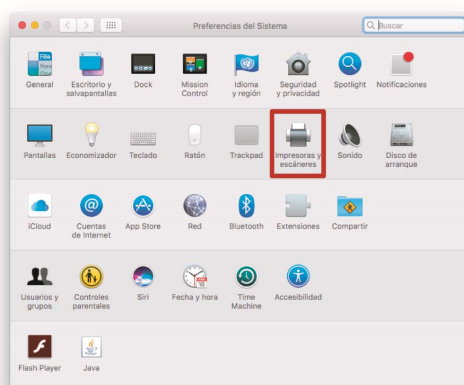 Preferencias del Sistema
Buscar
General
Escritorio y
salvapantallas
Dock
Mission
Control
Idioma
y región
Seguridad
y privacidad
Spotlight
Notificaciones
Pantallas
Economizador
Teclado
Ratón
Trackpad
Impresoras y
escáneres
Sonido
Disco de
arranque
iCloud
Cuentas
de Internet
App Store
Red
Bluetooth
Extensiones
Compartir
Usuarios y
grupos
Controles
parentales
Siri
Fecha y hora
Time
Machine
Accesibilidad
Flash Player
Java